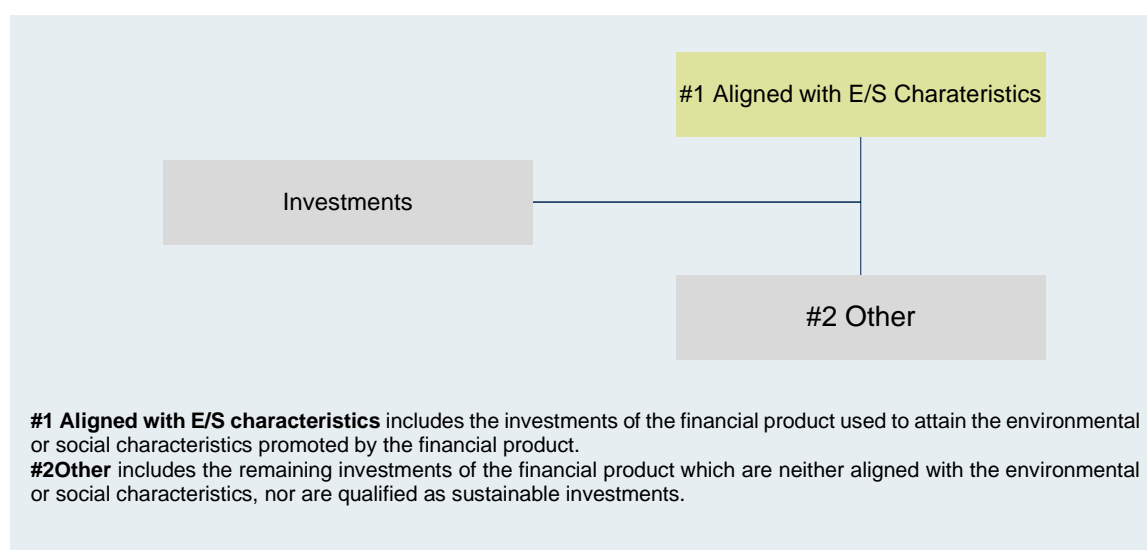 #1 Aligned with E/S Charateristics
Investments
#2 Other
#1 Aligned with E/S characteristics includes the investments of the financial product used to attain the environmental
or social characteristics promoted by the financial product.
#2Other includes the remaining investments of the financial product which are neither aligned with the environmental
or social characteristics, nor are qualified as sustainable investments.